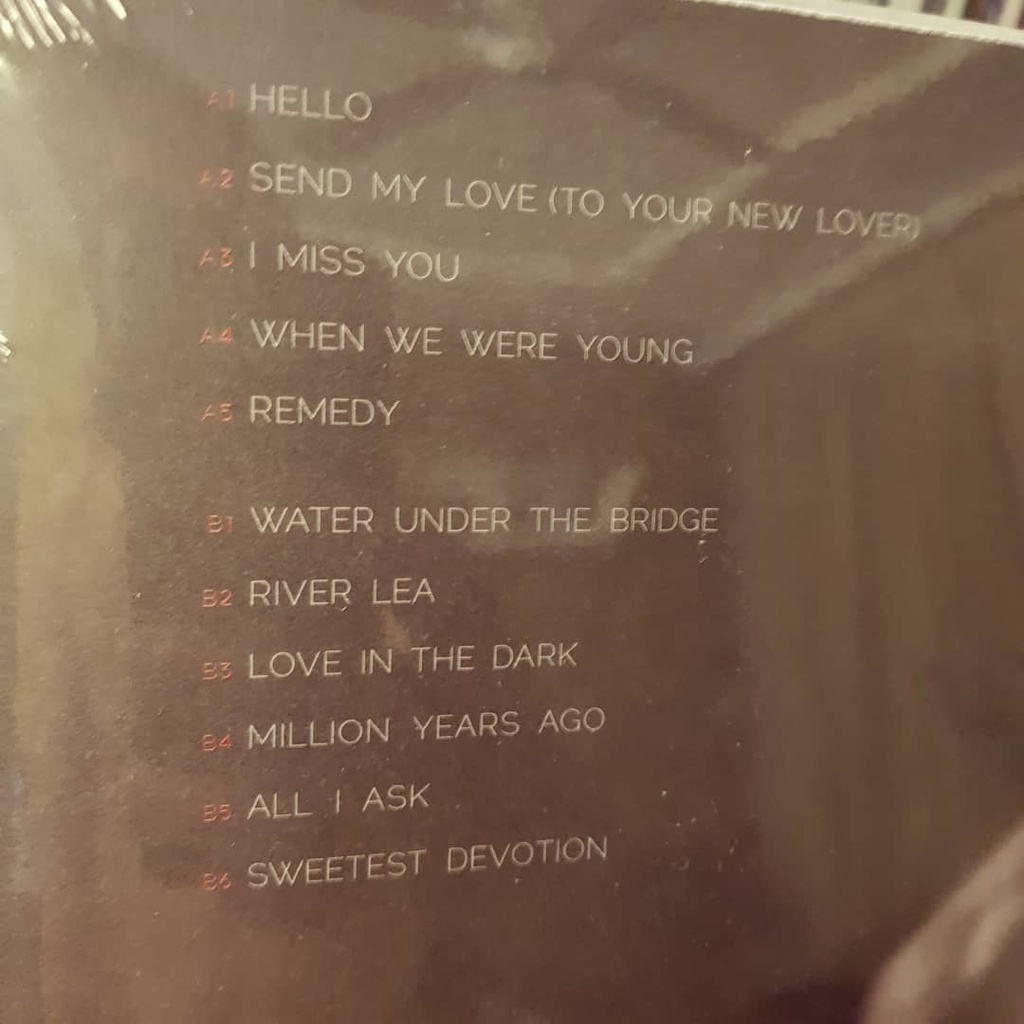 A1 HELLO
A2 SEND MY LOVE (TO YOUR NEW LOVER)
A3 I MISS YOU
A4 WHEN WE WERE YOUNG
A5 REMEDY
B1 WATER UNDER THE BRIDGE
B2 RIVER LEA
B3 LOVE IN THE DARK
B4 MILLION YEARS AGO
B5 ALL I ASK
B6 SWEETEST DEVOTION